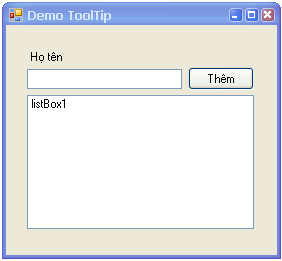 Demo ToolTip
Họ tên
Thêm
listBox1